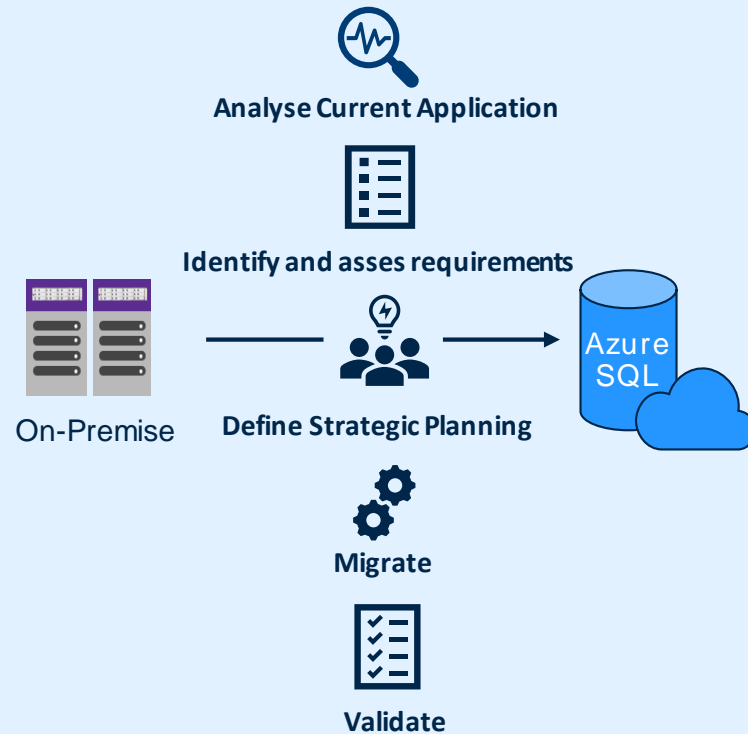 Analyse Current Application
Identify and asses requirements
Azure
SQL
On-Premise
Define Strategic Planning
Migrate
Validate